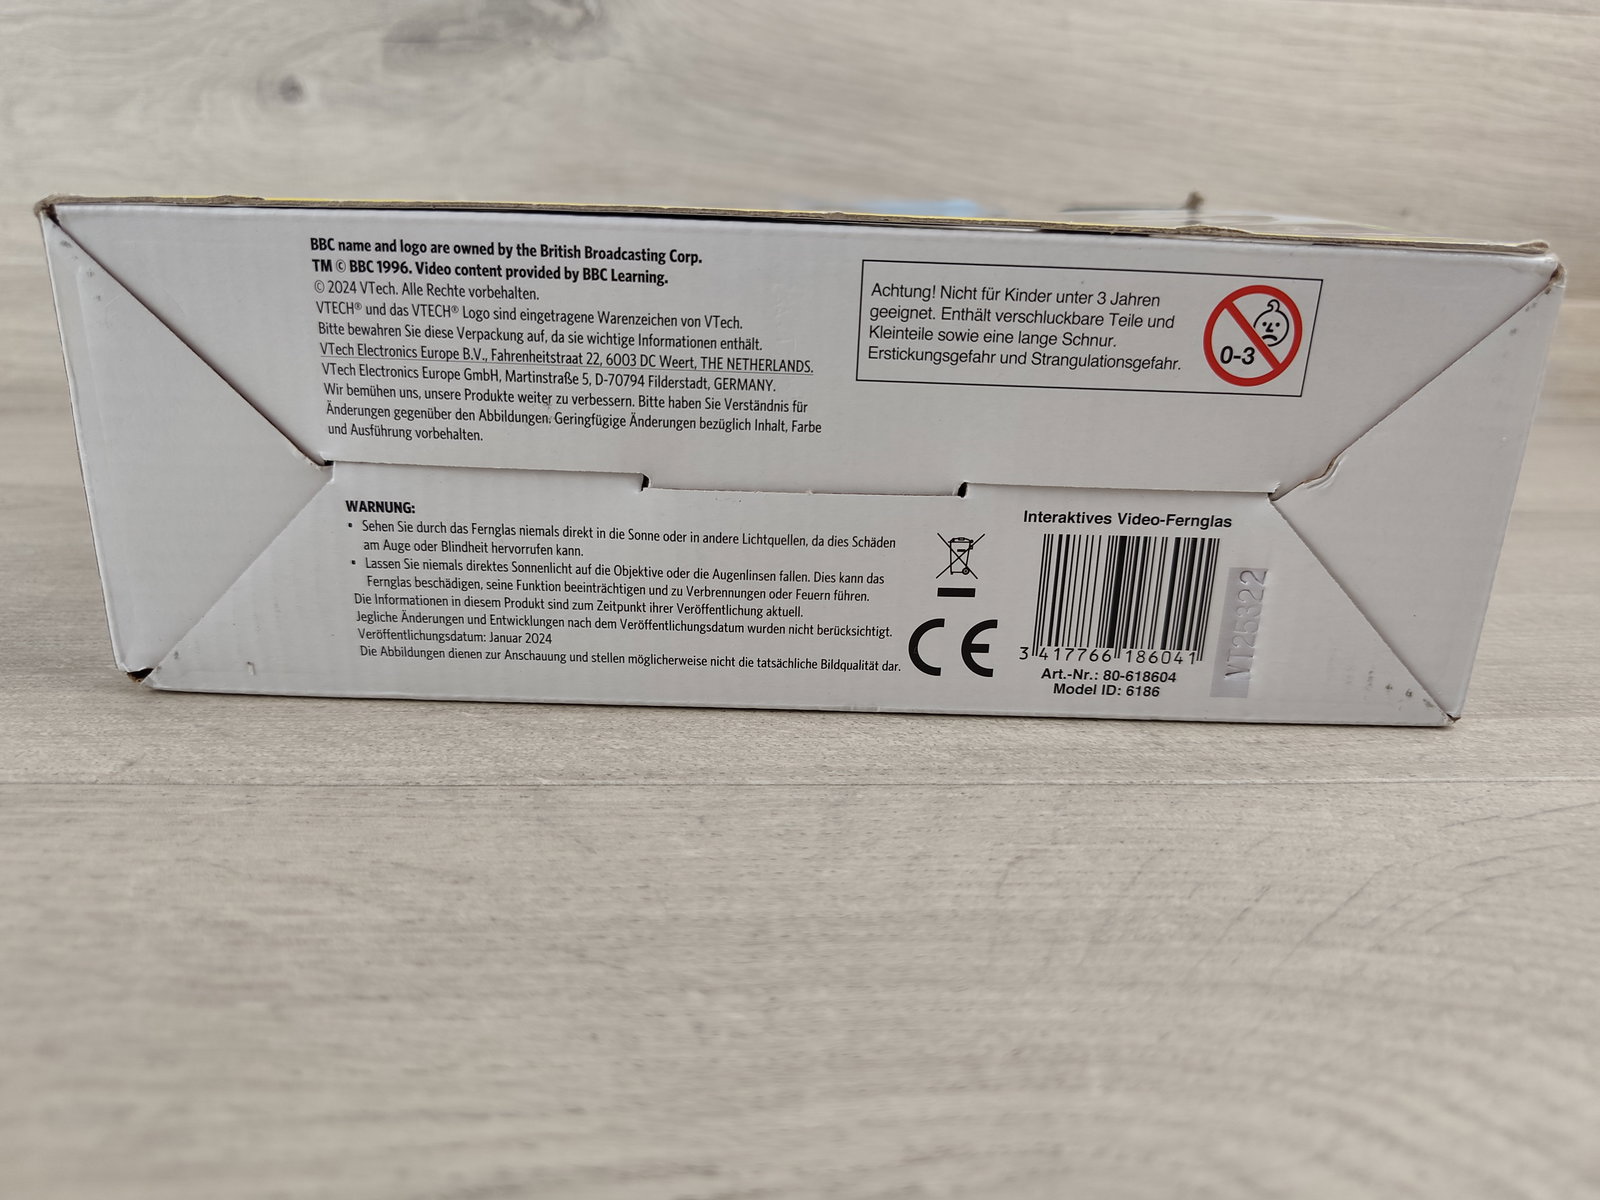 BBC name and logo are owned by the British Broadcasting Corp.
TM © BBC 1996. Video content provided by BBC Learning.
© 2024 VTech. Alle Rechte vorbehalten.
VTECH® und das VTECH® Logo sind eingetragene Warenzeichen von VTech.
Bitte bewahren Sie diese Verpackung auf, da sie wichtige Informationen enthält.
VTech Electronics Europe B.V., Fahrenheitstraat 22, 6003 DC Weert, THE NETHERLANDS.
VTech Electronics Europe GmbH, Martinstraße 5, D-70794 Filderstadt, GERMANY.
Wir bemühen uns, unsere Produkte weiter zu verbessern. Bitte haben Sie Verständnis für
Änderungen gegenüber den Abbildungen. Geringfügige Änderungen bezüglich Inhalt, Farbe
und Ausführung vorbehalten.
Achtung! Nicht für Kinder unter 3 Jahren
geeignet. Enthält verschluckbare Teile und
Kleinteile sowie eine lange Schnur.
Erstickungsgefahr und Strangulationsgefahr.
0-3
WARNUNG:
• Sehen Sie durch das Fernglas niemals direkt in die Sonne oder in andere Lichtquellen, da dies Schäden
am Auge oder Blindheit hervorrufen kann.
• Lassen Sie niemals direktes Sonnenlicht auf die Objektive oder die Augenlinsen fallen. Dies kann das
Fernglas beschädigen, seine Funktion beeinträchtigen und zu Verbrennungen oder Feuern führen.
Die Informationen in diesem Produkt sind zum Zeitpunkt ihrer Veröffentlichung aktuell.
Jegliche Änderungen und Entwicklungen nach dem Veröffentlichungsdatum wurden nicht berücksichtigt.
Veröffentlichungsdatum: Januar 2024
Die Abbildungen dienen zur Anschauung und stellen möglicherweise nicht die tatsächliche Bildqualität dar.
CE
Interaktives Video-Fernglas
3 417766 186041
Art.-Nr.: 80-618604
Model ID: 6186
VT25322